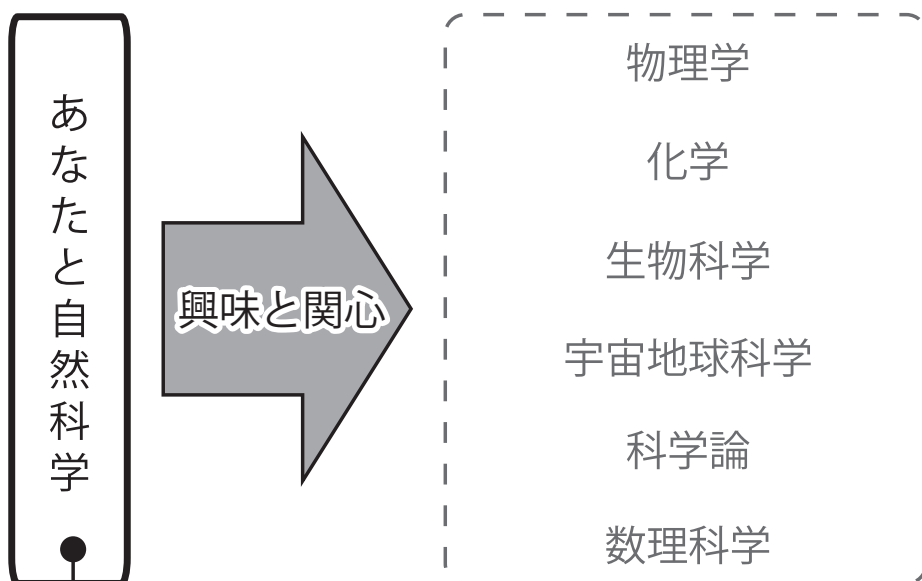 あなたと自然科学
興味と関心
物理学
化学
生物科学
宇宙地球科学
科学論
数理科学